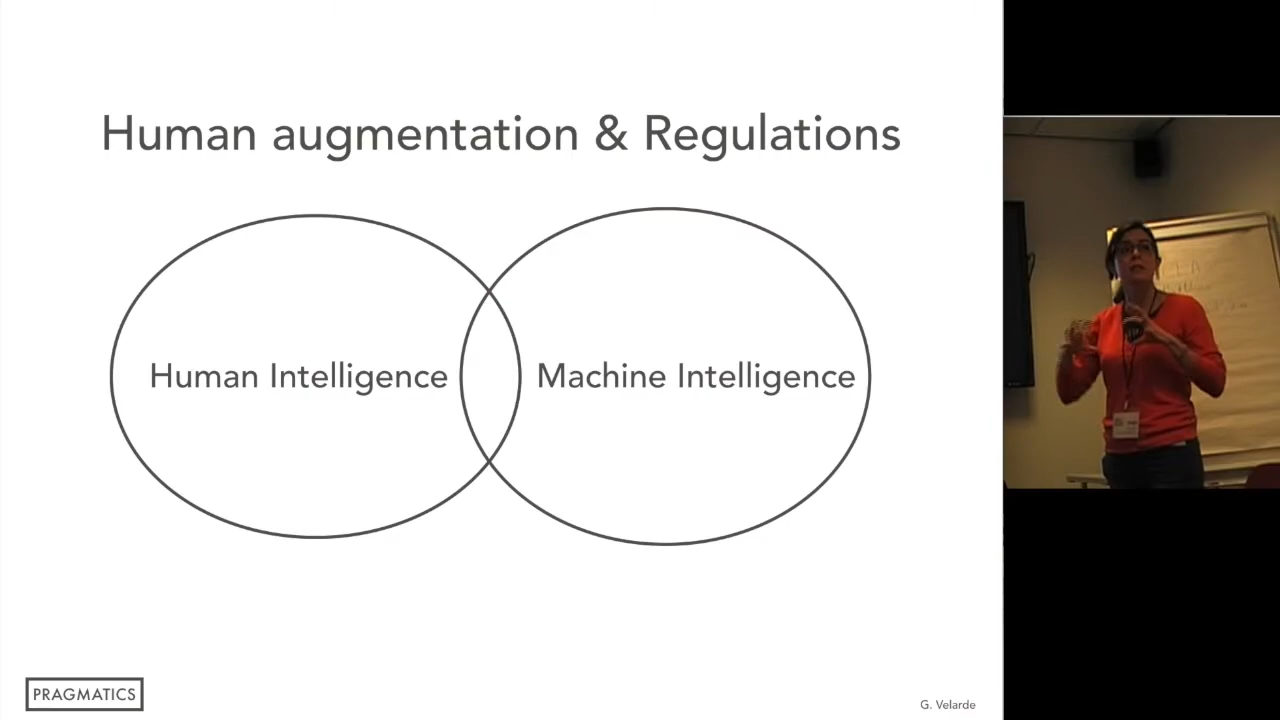 Human augmentation & Regulations
Human Intelligence
Machine Intelligence
PRAGMATICS
G. Velarde